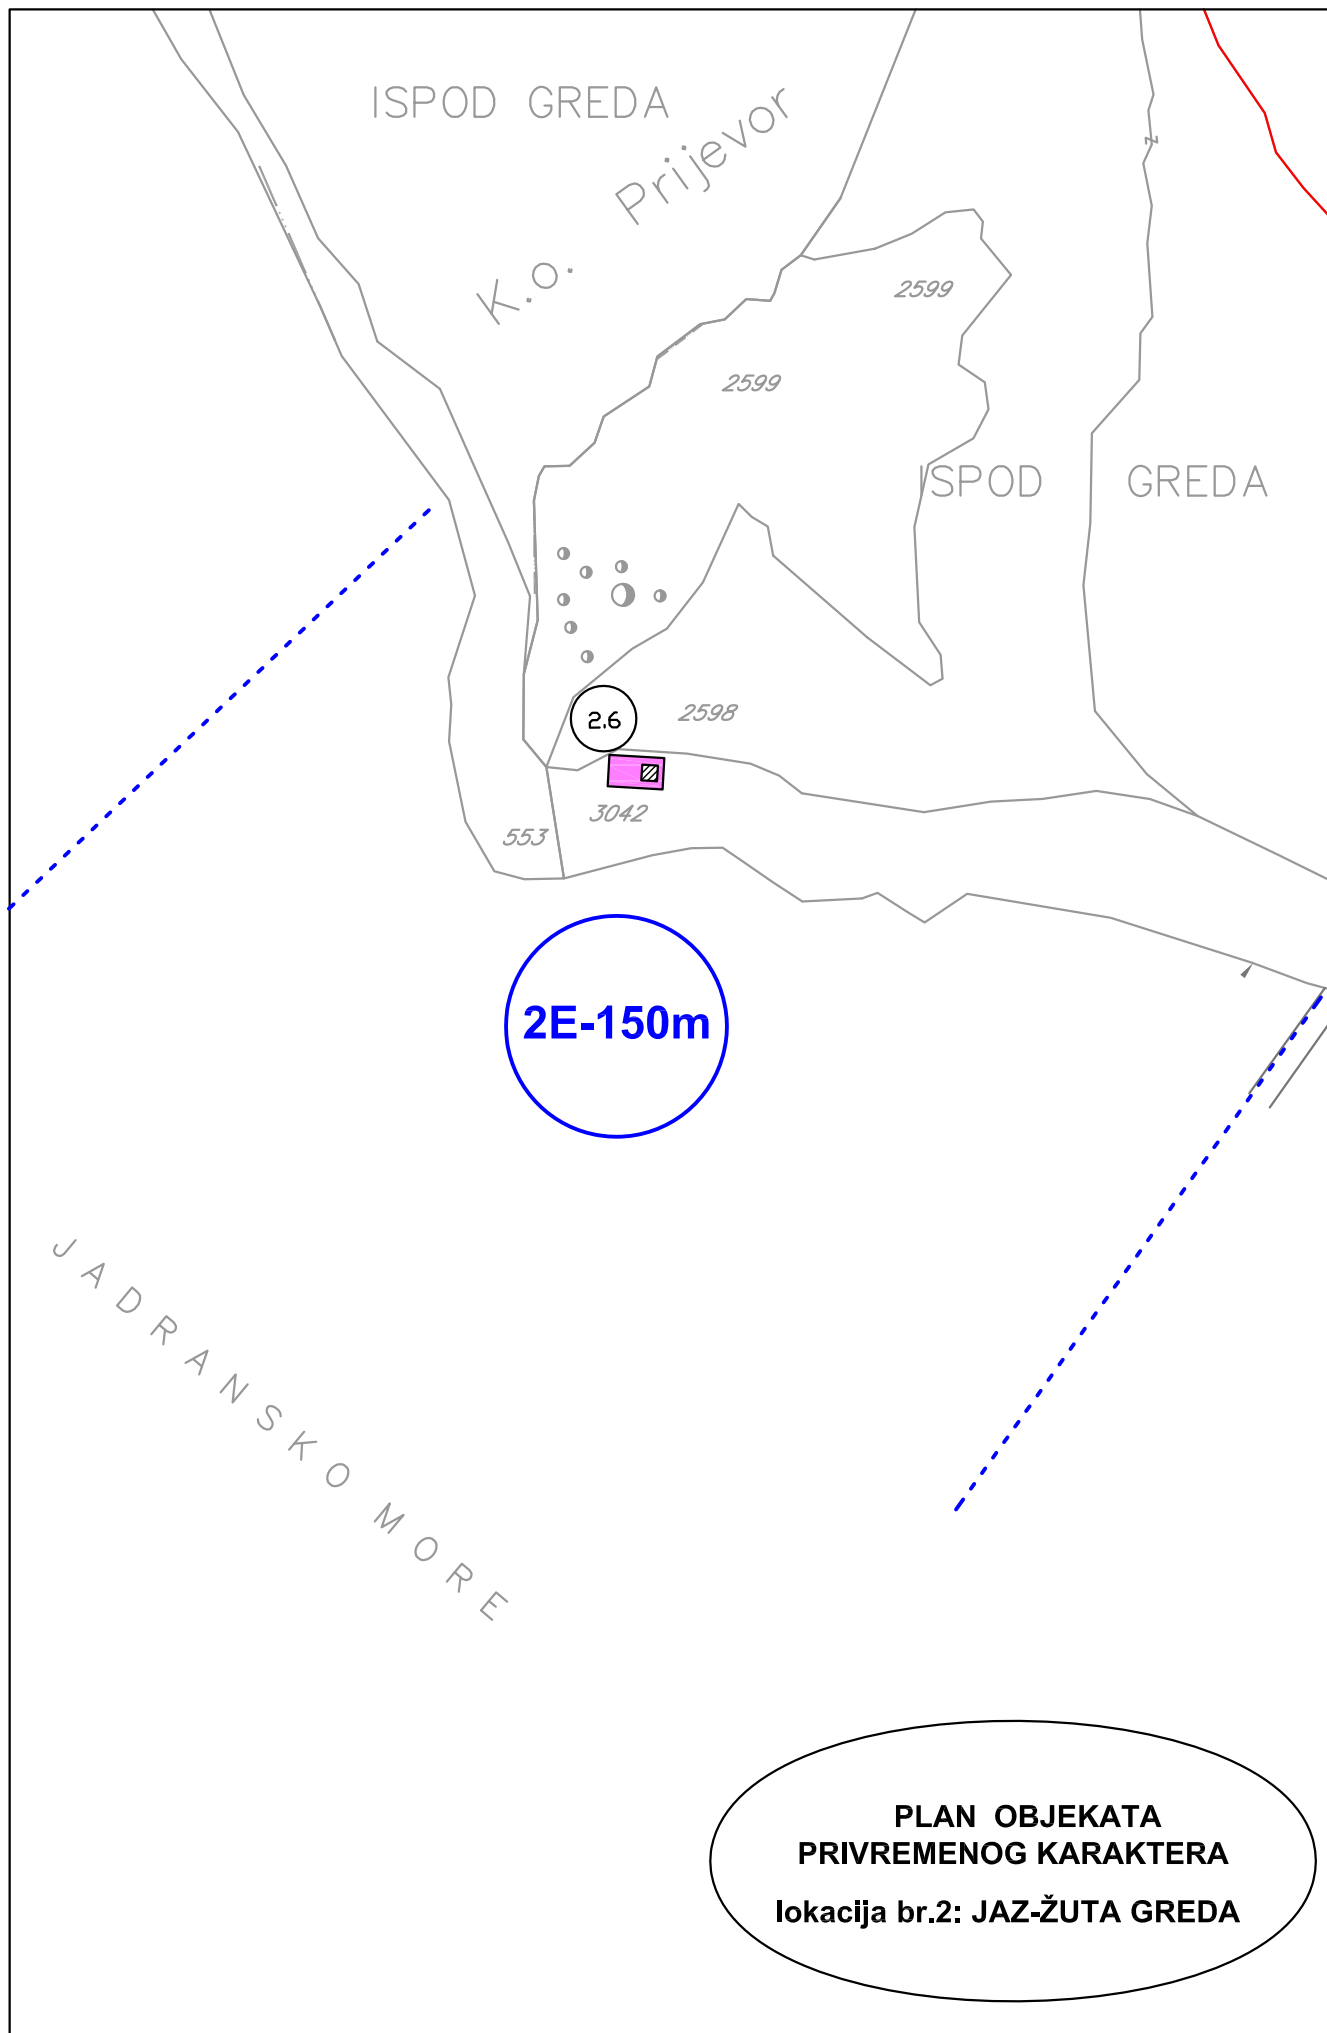 ISPOD GREDA
K.o. Prijevor
2599
2599
ISPOD GREDA
2.6
2598
3042
553
2E-150m
JADRANSKO MORE
PLAN OBJEKATA
PRIVREMENOG KARAKTERA
lokacija br.2: JAZ-ŽUTA GREDA